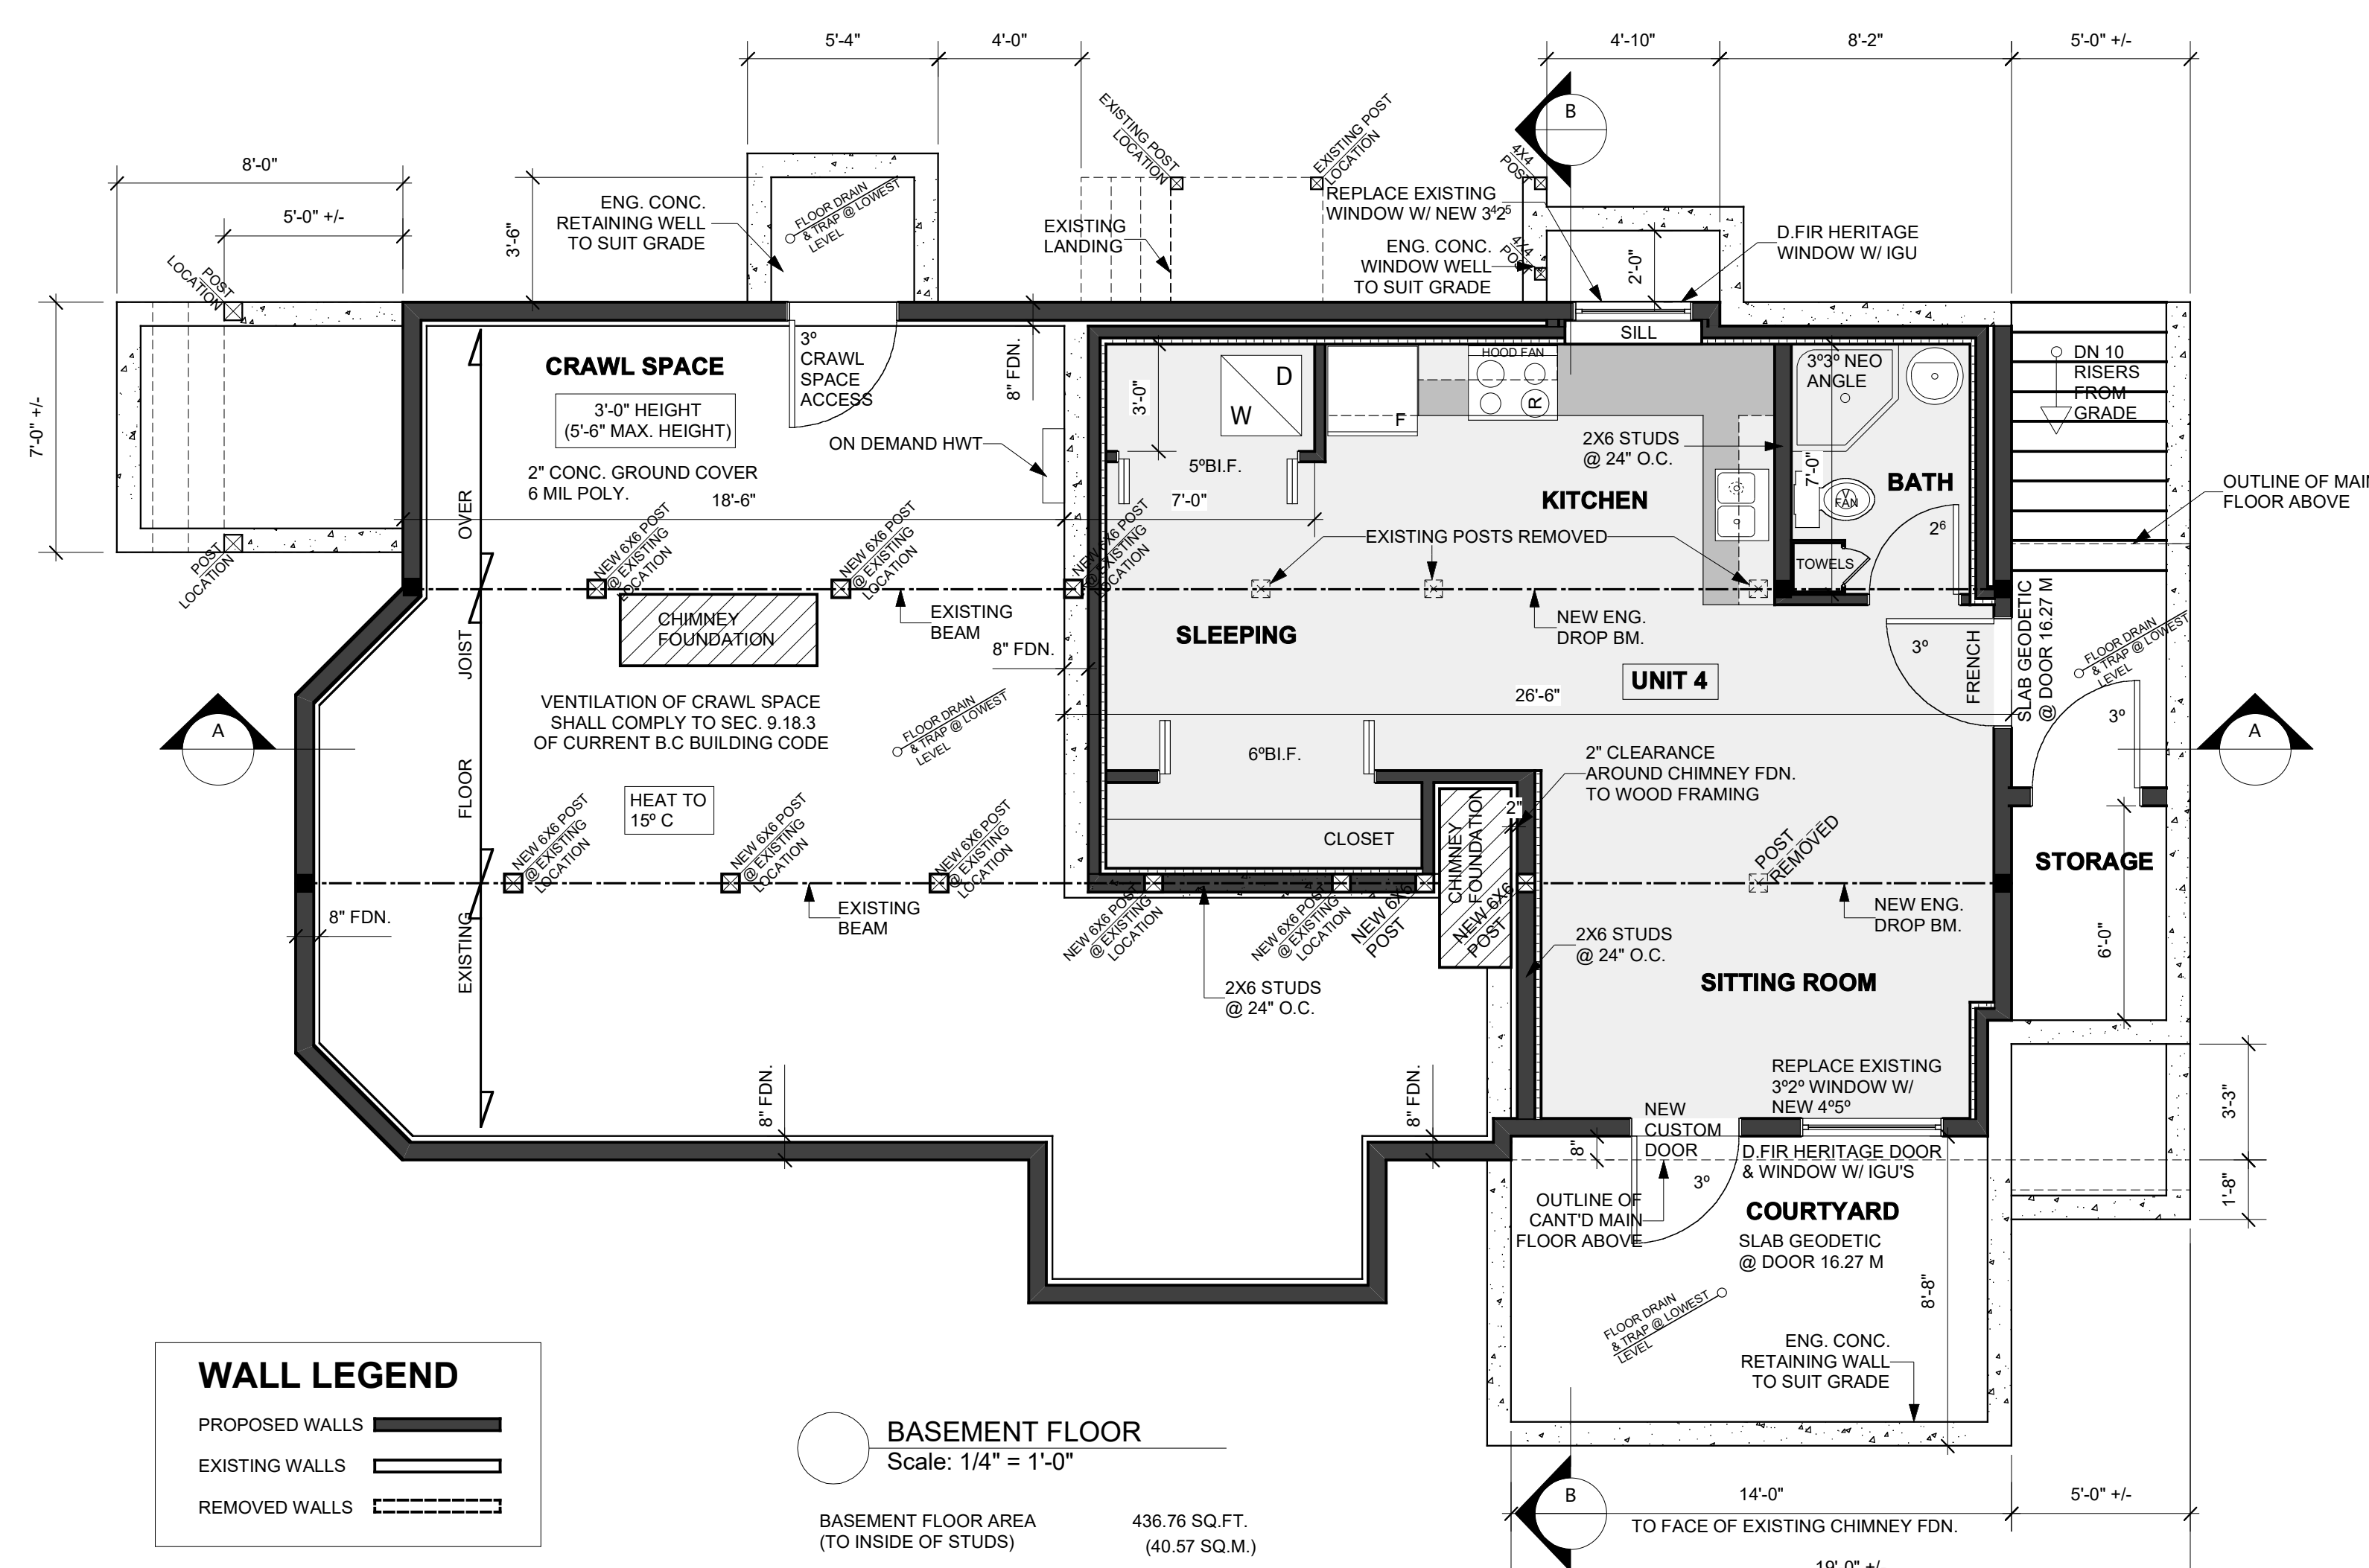 5'-4"
4'-0"
4'-10"
8'-2"
5'-0" +/-
B
8'-0"
5'-0" +/-
7'-0" +/-
3'-6"
POST
LOCATION
POST
LOCATION
ENG. CONC.
RETAINING WELL
TO SUIT GRADE
FLOOR DRAIN
& TRAP @ LOWEST
LEVEL
EXISTING POST
LOCATION
EXISTING POST
LOCATION
EXISTING
LANDING
4X4
POST
4X4
POST
REPLACE EXISTING
WINDOW W/ NEW 3⁴2⁵
ENG. CONC.
WINDOW WELL
TO SUIT GRADE
2'-0"
D.FIR HERITAGE
WINDOW W/ IGU
SILL
CRAWL SPACE
3'-0" HEIGHT
(5'-6" MAX. HEIGHT)
2" CONC. GROUND COVER
6 MIL POLY.
18'-6"
3º
CRAWL
SPACE
ACCESS
8" FDN.
ON DEMAND HWT
3'-0"
D
W
5ºBI.F.
7'-0"
HOOD FAN
F
R
2X6 STUDS
@ 24" O.C.
KITCHEN
EXISTING POSTS REMOVED
3º3º NEO
ANGLE
7'-0"
BATH
FAN
2⁶
TOWELS
DN 10
RISERS
FROM
GRADE
OUTLINE OF MAIN
FLOOR ABOVE
EXISTING FLOOR JOIST OVER
NEW 6X6 POST
@ EXISTING
LOCATION
NEW 6X6 POST
@ EXISTING
LOCATION
NEW 6X6 POST
@ EXISTING
LOCATION
CHIMNEY
FOUNDATION
EXISTING
BEAM
8" FDN.
SLEEPING
NEW ENG.
DROP BM.
UNIT 4
26'-6"
3º
FRENCH
SLAB GEODETIC
@ DOOR 16.27 M
FLOOR DRAIN
& TRAP @ LOWEST
LEVEL
3º
A
A
VENTILATION OF CRAWL SPACE
SHALL COMPLY TO SEC. 9.18.3
OF CURRENT B.C BUILDING CODE
FLOOR DRAIN
& TRAP @ LOWEST
LEVEL
HEAT TO
15º C
6ºBI.F.
2" CLEARANCE
AROUND CHIMNEY FDN.
TO WOOD FRAMING
2"
CLOSET
CHIMNEY
FOUNDATION
POST
REMOVED
STORAGE
6'-0"
NEW 6X6 POST
@ EXISTING
LOCATION
NEW 6X6 POST
@ EXISTING
LOCATION
NEW 6X6 POST
@ EXISTING
LOCATION
8" FDN.
EXISTING
BEAM
NEW 6X6 POST
@ EXISTING
LOCATION
NEW 6X6 POST
@ EXISTING
LOCATION
NEW 6X6
POST
NEW 6X6
POST
2X6 STUDS
@ 24" O.C.
2X6 STUDS
@ 24" O.C.
NEW ENG.
DROP BM.
SITTING ROOM
8" FDN.
8" FDN.
REPLACE EXISTING
3º2º WINDOW W/
NEW 4º5º
NEW
CUSTOM
DOOR
8"
D.FIR HERITAGE DOOR
& WINDOW W/ IGU'S
3º
OUTLINE OF
CANT'D MAIN
FLOOR ABOVE
COURTYARD
SLAB GEODETIC
@ DOOR 16.27 M
3'-3"
1'-8"
8'-8"
FLOOR DRAIN
& TRAP @ LOWEST
LEVEL
ENG. CONC.
RETAINING WALL
TO SUIT GRADE
WALL LEGEND
PROPOSED WALLS
EXISTING WALLS
REMOVED WALLS
BASEMENT FLOOR
Scale: 1/4" = 1'-0"
BASEMENT FLOOR AREA 436.76 SQ.FT.
(TO INSIDE OF STUDS) (40.57 SQ.M.)
B
14'-0"
5'-0" +/-
TO FACE OF EXISTING CHIMNEY FDN.
19'-0" +/-